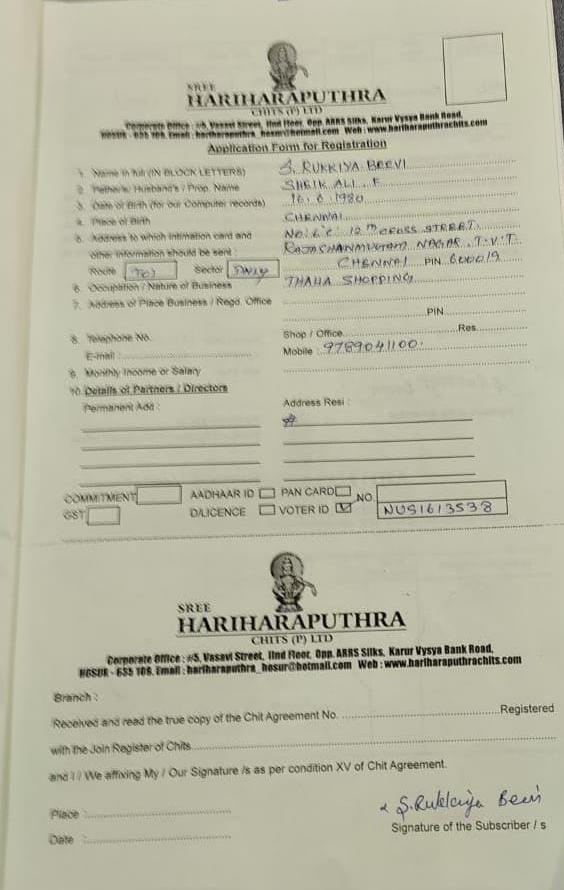 SREE
HARIHARAPUTHRA
CHITS (P) LTD
Corporate Office : #5, Vasavi Street, IInd Floor, Opp. ARRS Silks, Karur Vysya Bank Road,
HOSUR - 635 109. Email : hariharaputhra_hosur@hotmail.com Web : www.hariharaputhrachits.com
Application Form for Registration
1. Name in full (IN BLOCK LETTERS) S. RUKKIYA BEEVI
2. Father's / Husband's / Prop. Name SHEIK ALI. F
3. Date of Birth (for our Computer records) 16.6.1980
4. Place of Birth CHENNAI
5. Address to which intimation card and No: 12th CROSS STREET
other information should be sent : RAJASHANMUGAM NAGAR. T.V.T.
Route Sector DAILY CHENNAI PIN 600019
6. Occupation / Nature of Business THAHA SHOPPING
7. Address of Place Business / Regd. Office
PIN
8. Telephone No. Shop / Office Res.
E-mail : Mobile : 9789041100.
9. Monthly Income or Salary
10. Details of Partners / Directors
Permanent Add : Address Resi :
COMMITMENT AADHAAR ID PAN CARD NO.
GST D/LICENCE VOTER ID NUS1613538
SREE
HARIHARAPUTHRA
CHITS (P) LTD
Corporate Office : #5, Vasavi Street, IInd Floor, Opp. ARRS Silks, Karur Vysya Bank Road,
HOSUR - 635 109. Email : hariharaputhra_hosur@hotmail.com Web : www.hariharaputhrachits.com
Branch :
Received and read the true copy of the Chit Agreement No. Registered
with the Join Register of Chits
and I / We affixing My / Our Signature /s as per condition XV of Chit Agreement.
Place :
Date :
S. Rukkiya Beevi
Signature of the Subscriber / s